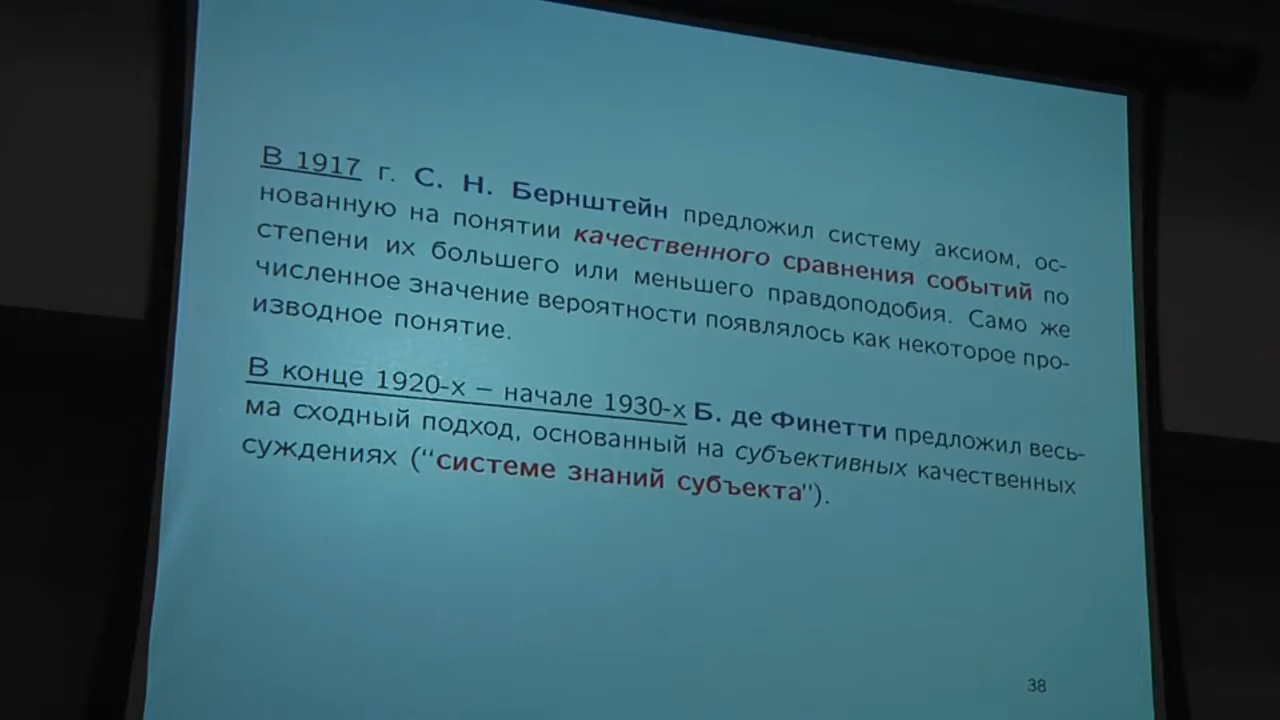 В 1917 г. С. Н. Бернштейн предложил систему аксиом, ос-
нованную на понятии качественного сравнения событий по
степени их большего или меньшего правдоподобия. Само же
численное значение вероятности появлялось как некоторое про-
изводное понятие.
В конце 1920-х – начале 1930-х Б. де Финетти предложил весь-
ма сходный подход, основанный на субъективных качественных
суждениях (“системе знаний субъекта”).
38